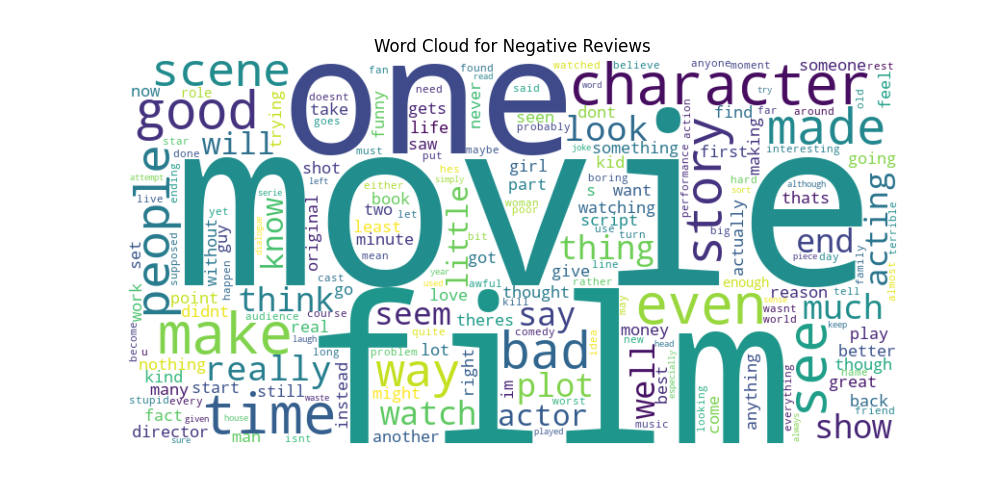 Word Cloud for Negative Reviews
scene
one
character
fan
found
read
watched
believe
anyone
moment
someone
rest
now
role
good
trying
doesnt
take
goes
funny
need
gets
life
saw
put
never
said
seen
probably
maybe
dont
look
something
joke
word
try
find
far
around
old
feel
made
first
making
interesting
going
star
done
will
must
shot
left
movie
girl
part
boring
kid
story
performance
action
hard
sort
although
thats
attempt
live
ending
people
serie
either
book
two
let
hes
simply
woman
poor
s
want
watching
script
use
turn
big
actually
end
piece
day
acting
terrible
almost
family
yet
guy
without
know
original
least
minute
mean
little
bit
got
thing
give
line
set
work
supposed
happen
dialogue
cast
year
used
awful
rather
enough
reason
tell
point
didnt
think
go
love
thought
kill
may
even
wasnt
sense
world
much
become
u
make
audience
real
course
laugh
film
seem
quite
theres
say
comedy
idea
money
new
head
keep
play
better
nothing
kind
many
stupid
every
really
long
problem
lot
way
might
right
im
bad
plot
worst
well
best
especially
see
though
name
great
fact
given
start
still
waste
time
house
instead
watch
actor
played
music
looking
come
anything
everything
always
back
friend
director
sure
man
isnt
another
show